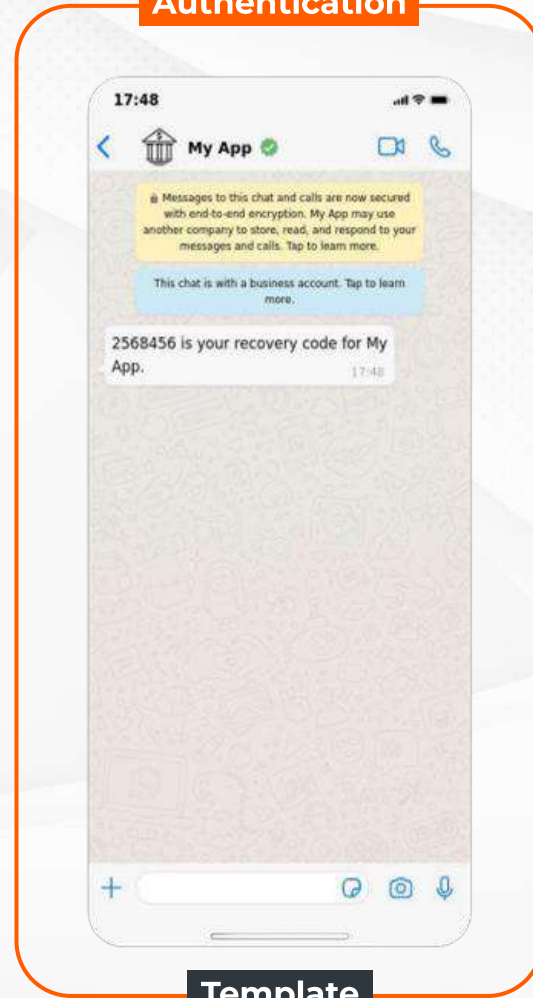 Authentication
17:48
My App
Messages to this chat and calls are now secured
with end-to-end encryption. My App may use
another company to store, read, and respond to your
messages and calls. Tap to learn more.
This chat is with a business account. Tap to learn
more.
2568456 is your recovery code for My
App.
17:48
Template